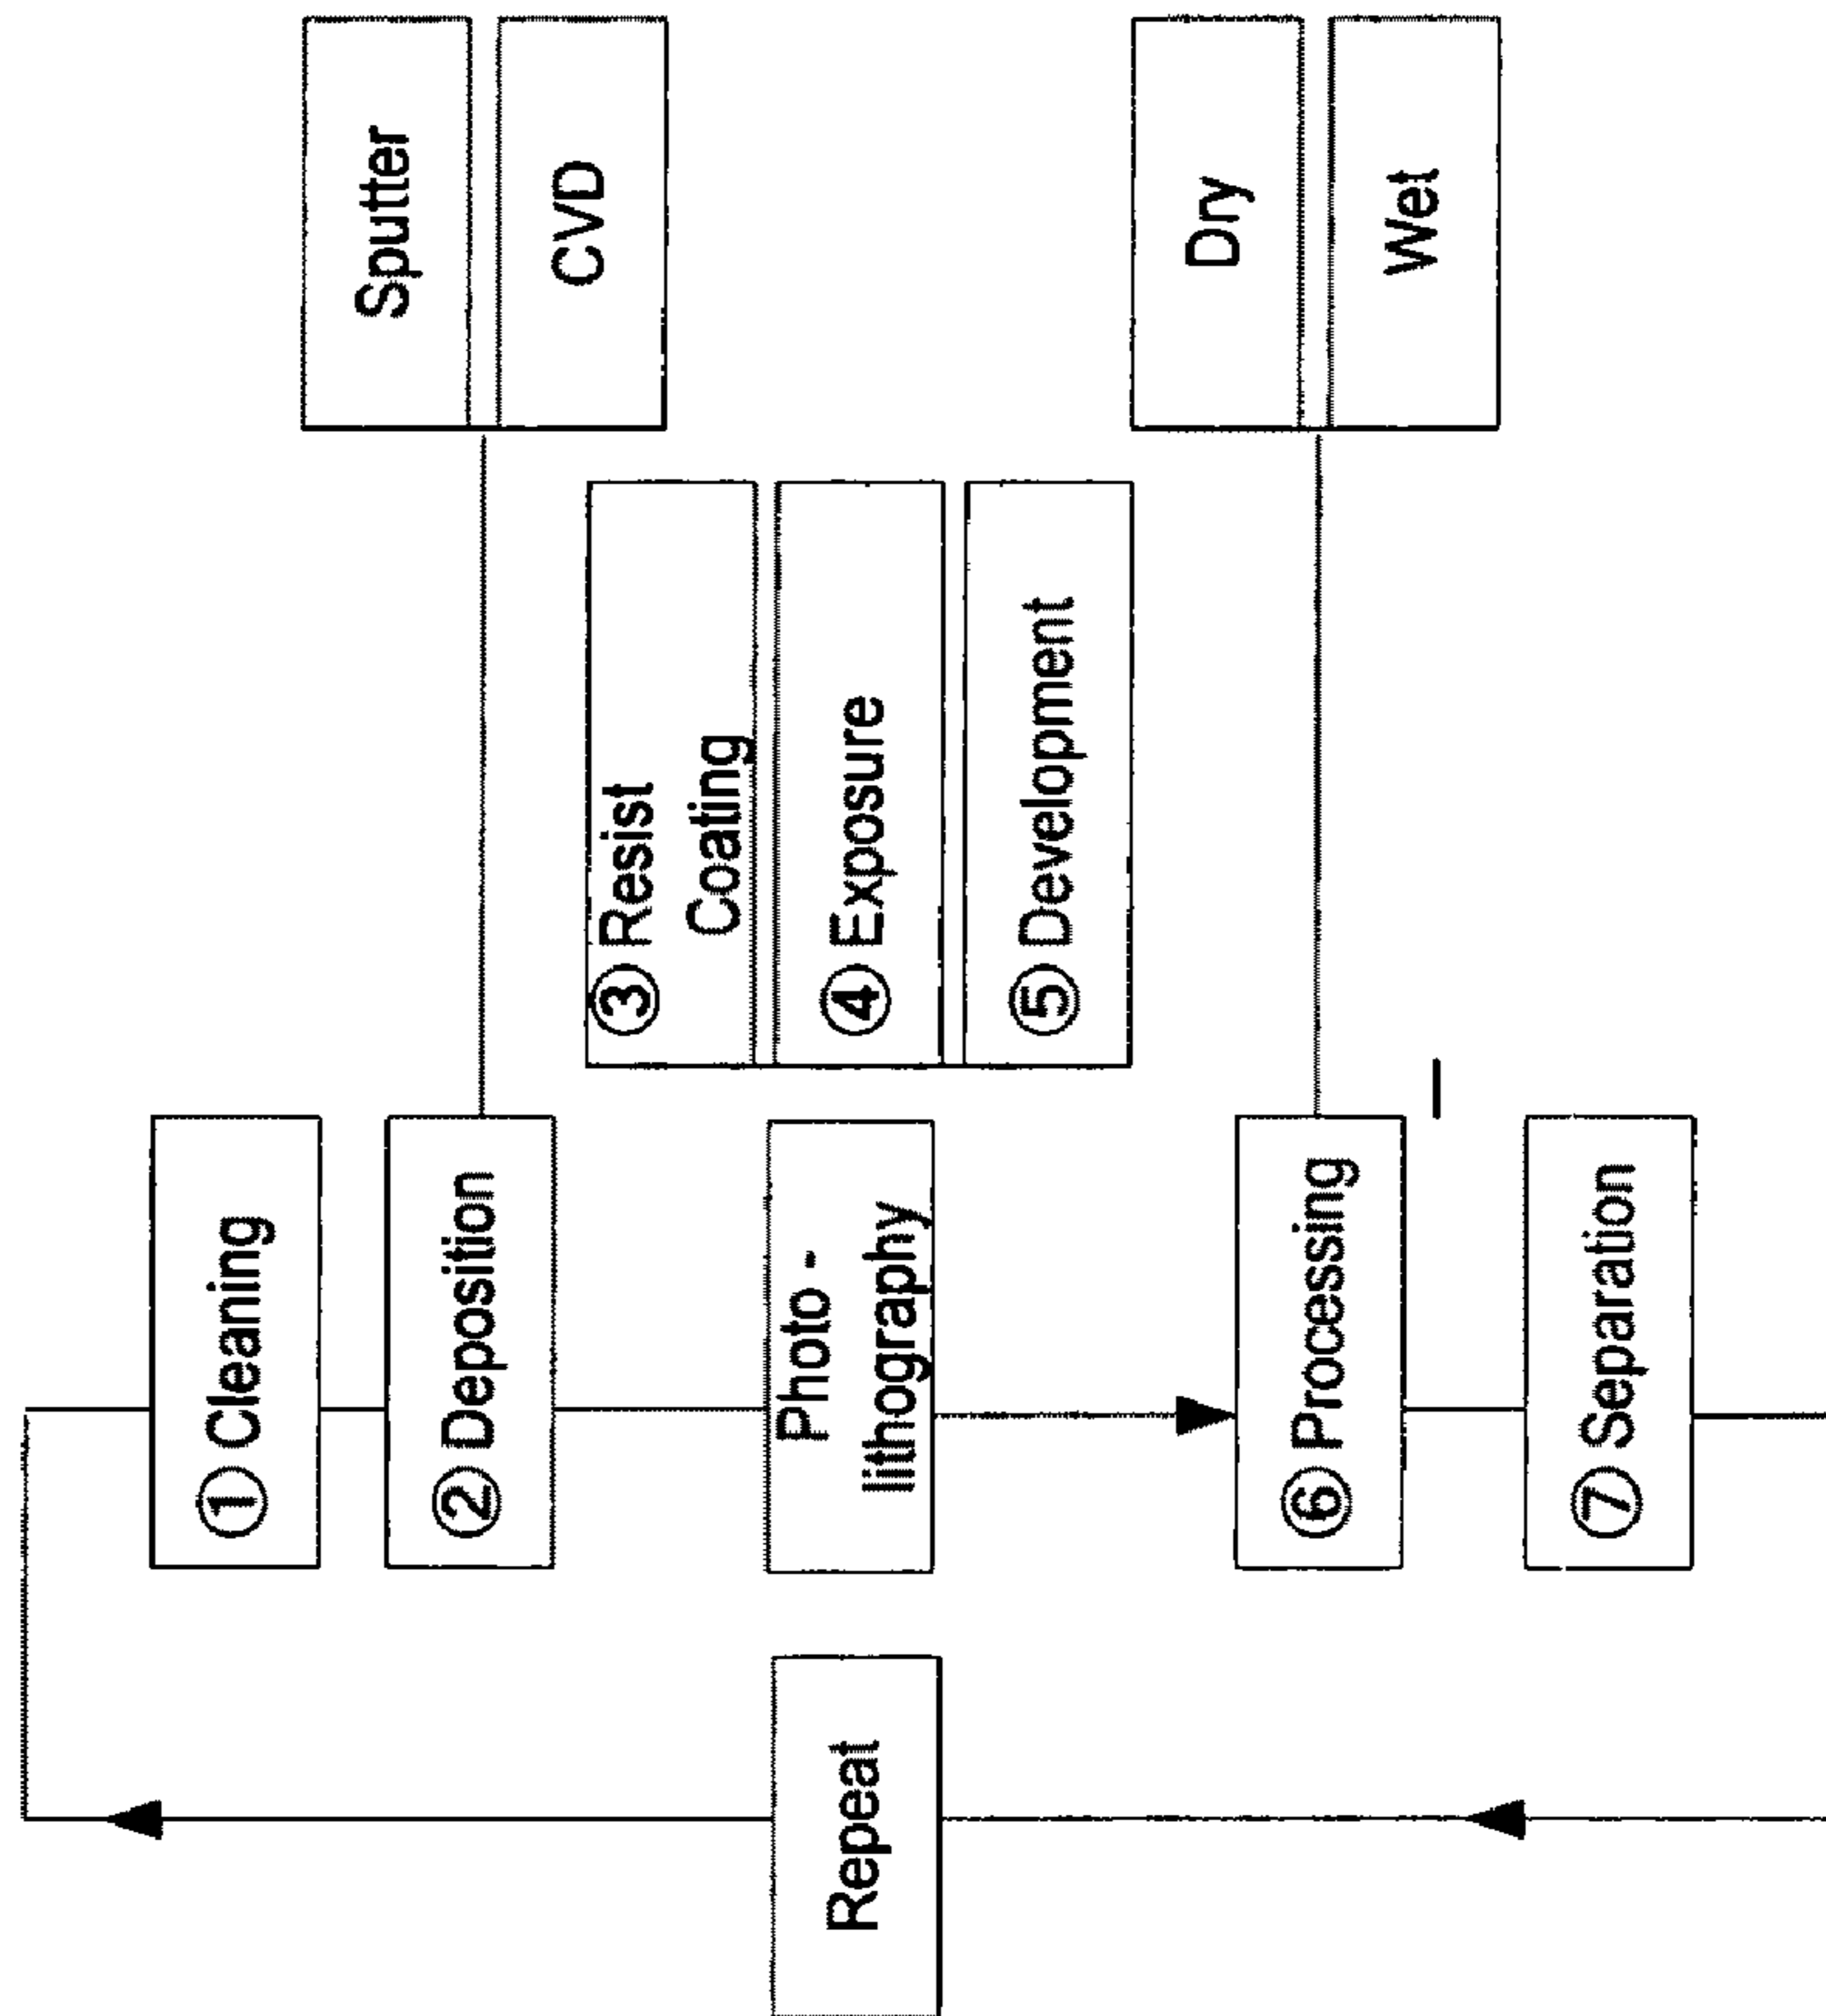 ① Cleaning
② Deposition
Sputter
CVD
Photo -
lithography
③ Resist
Coating
④ Exposure
⑤ Development
⑥ Processing
Dry
Wet
⑦ Separation
Repeat